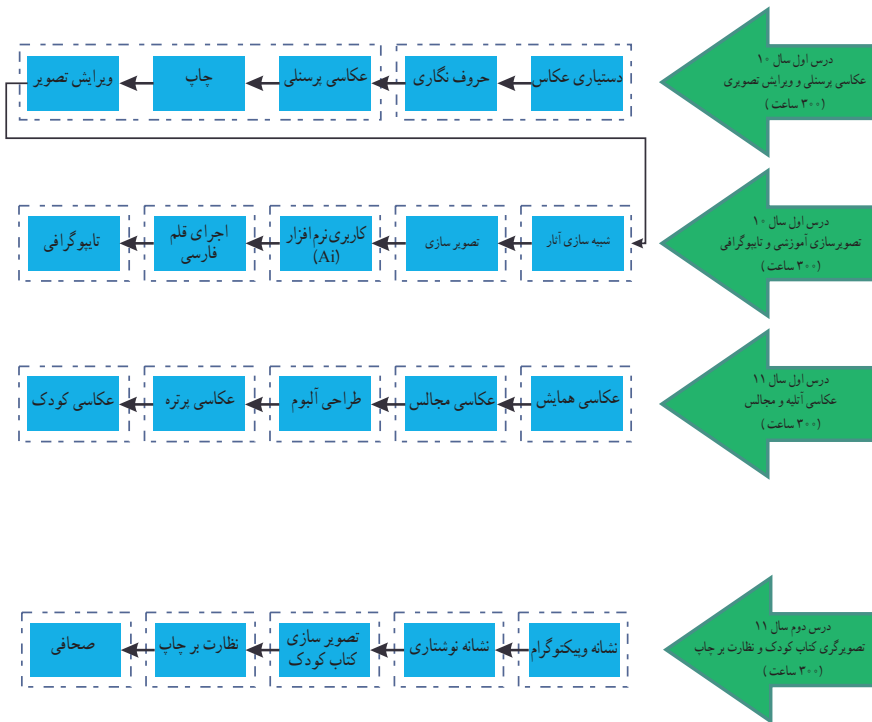 درس اول سال ۱۰
عکاسی پرسنلی و ویرایش تصویری
(۳۰۰ ساعت)
دستیاری عکاس
حروف نگاری
عکاسی پرسنلی
چاپ
ویرایش تصویر
درس اول سال ۱۰
تصویرسازی آموزشی و تایپوگرافی
(۳۰۰ ساعت)
شبیه سازی آثار
تصویر سازی
کاربری نرم افزار
(Ai)
اجرای قلم
فارسی
تایپوگرافی
درس اول سال ۱۱
عکاسی آتلیه و مجالس
(۳۰۰ ساعت)
عکاسی همایش
عکاسی مجالس
طراحی آلبوم
عکاسی پرتره
عکاسی کودک
درس دوم سال ۱۱
تصویرگری کتاب کودک و نظارت بر چاپ
(۳۰۰ ساعت)
نشانه وپیکتوگرام
نشانه نوشتاری
تصویر سازی
کتاب کودک
نظارت بر چاپ
صحافی